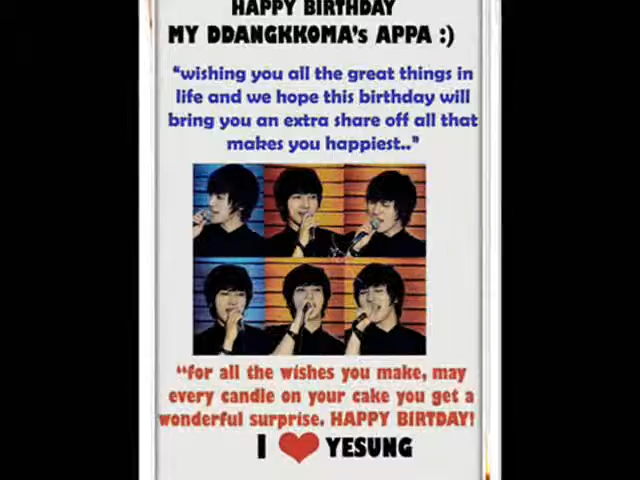 HAPPY BIRTHDAY
MY DDANGKKOMA's APPA :)
"wishing you all the great things in
life and we hope this birthday will
bring you an extra share off all that
makes you happiest.."
"for all the wishes you make, may
every candle on your cake you get a
wonderful surprise. HAPPY BIRTDAY!
I ❤ YESUNG